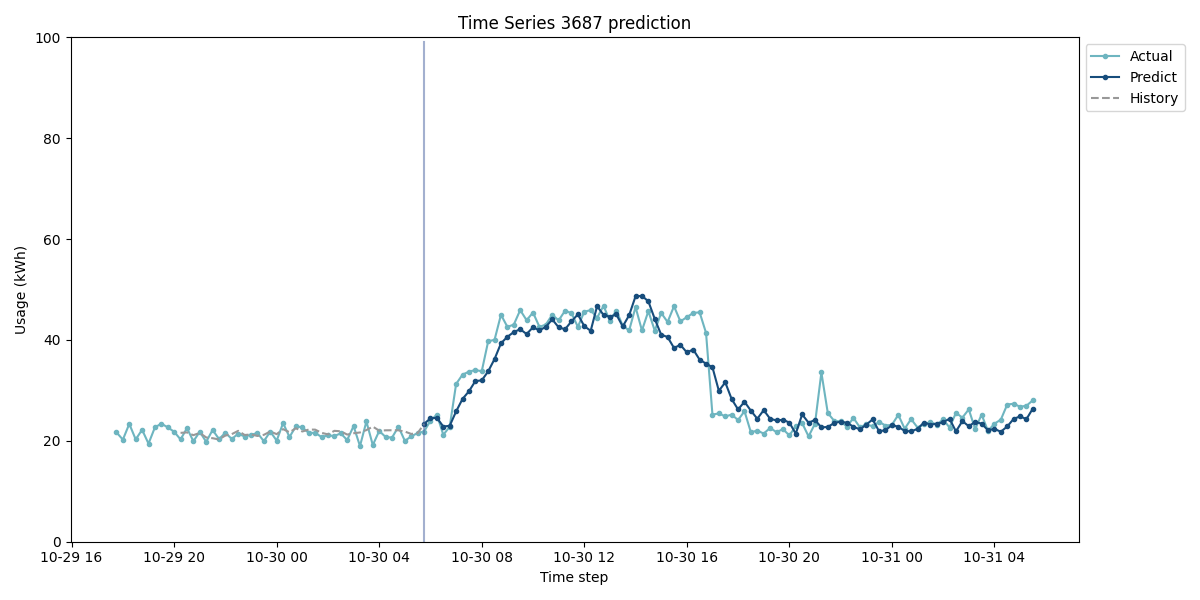 Time Series 3687 prediction
100
80
60
40
20
0
Usage (kWh)
10-29 16 10-29 20 10-30 00 10-30 04 10-30 08 10-30 12 10-30 16 10-30 20 10-31 00 10-31 04
Time step
Actual
Predict
History